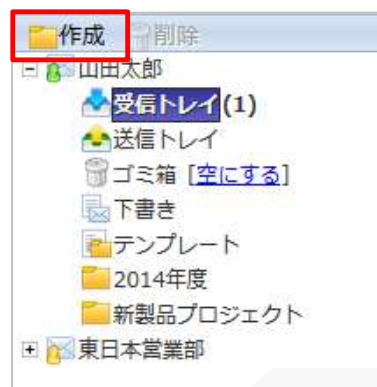 作成 削除
山田太郎
受信トレイ(1)
送信トレイ
ゴミ箱 [空にする]
下書き
テンプレート
2014年度
新製品プロジェクト
東日本営業部